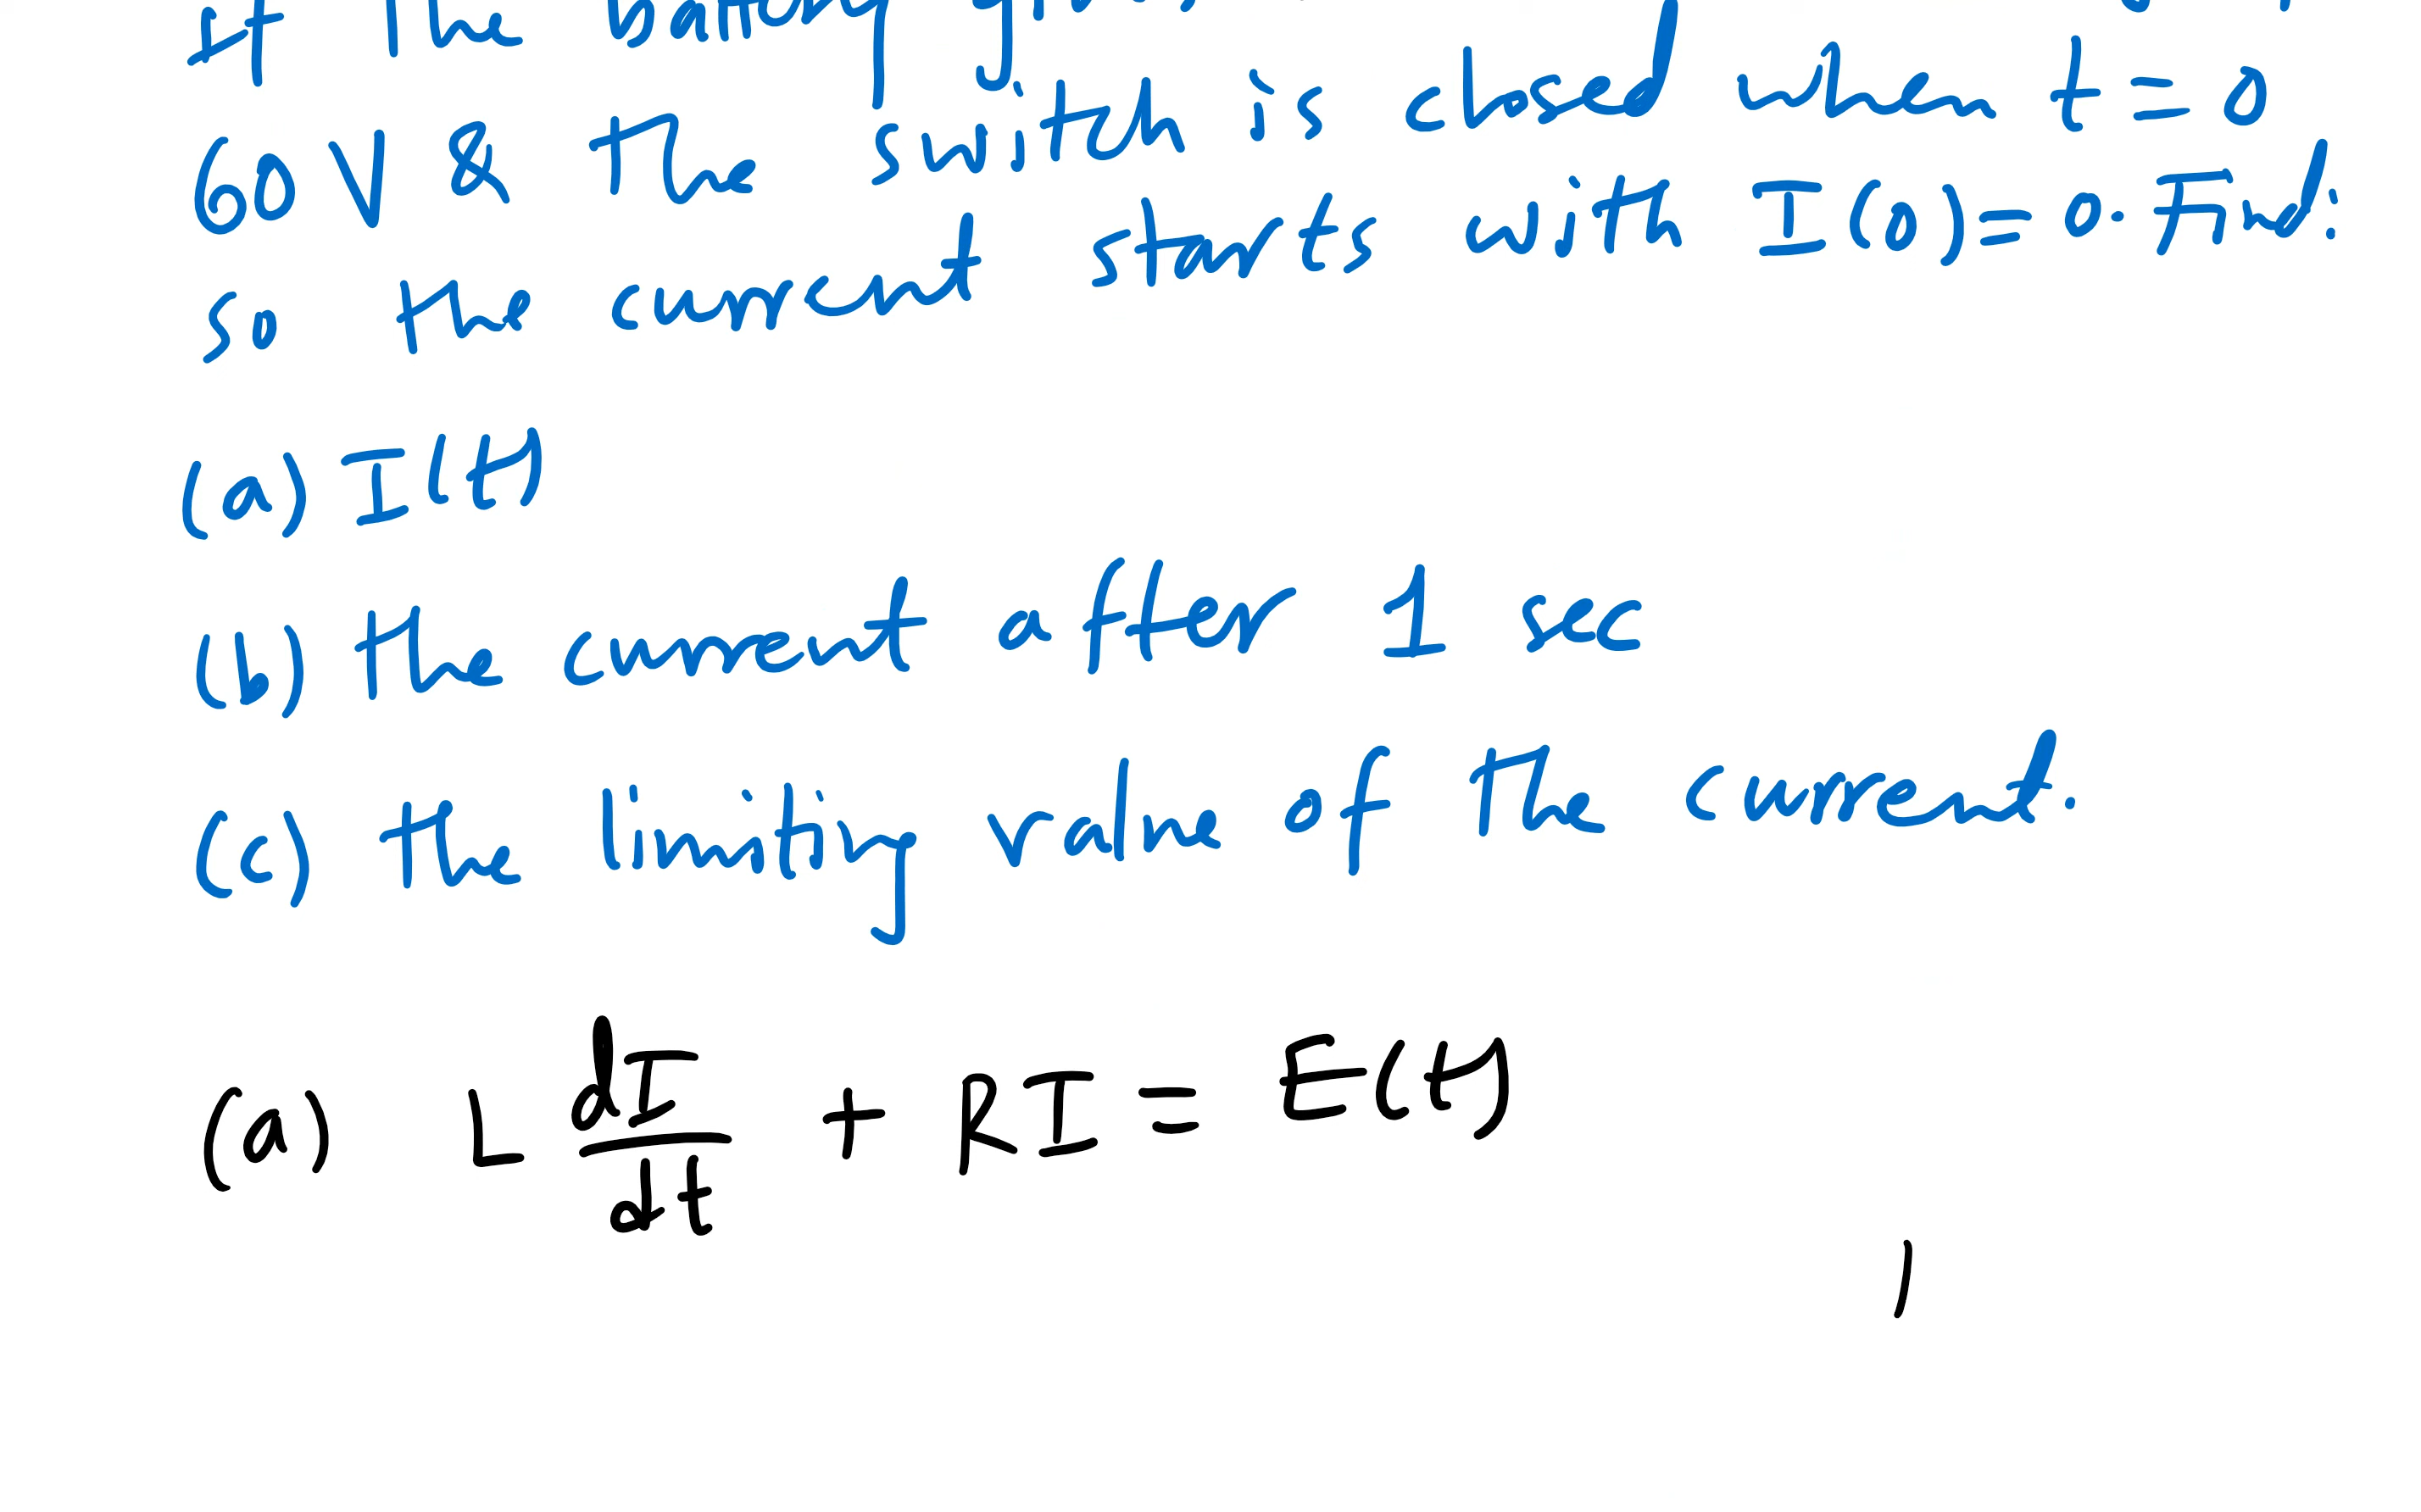 If the battery
60 V & the switch is closed when t = 0
so the current starts with I(0) = 0. Find:
(a) I(t)
(b) the current after 1 sec
(c) the limiting value of the current.
(a) L dI/dt + RI = E(t)